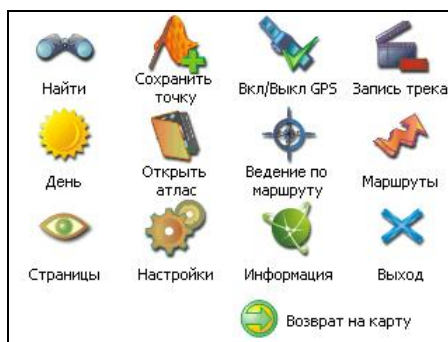 Найти
Сохранить
точку
Вкл/Выкл GPS
Запись трека
День
Открыть
атлас
Ведение по
маршруту
Маршруты
Страницы
Настройки
Информация
Выход
Возврат на карту